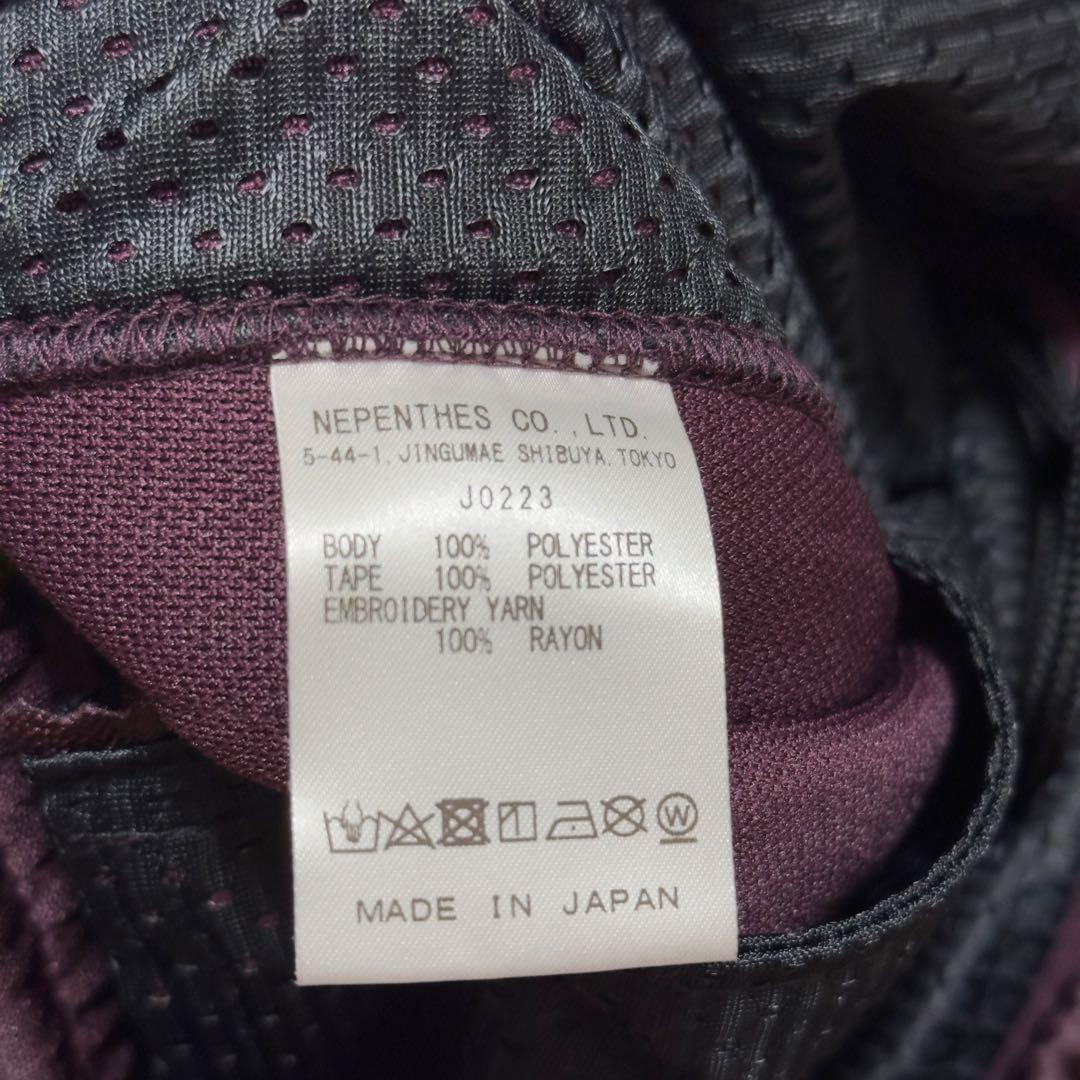 NEPENTHES CO., LTD.
5-44-1, JINGUMAE SHIBUYA, TOKYO
J0223
BODY 100% POLYESTER
TAPE 100% POLYESTER
EMBROIDERY YARN
100% RAYON
W
MADE IN JAPAN